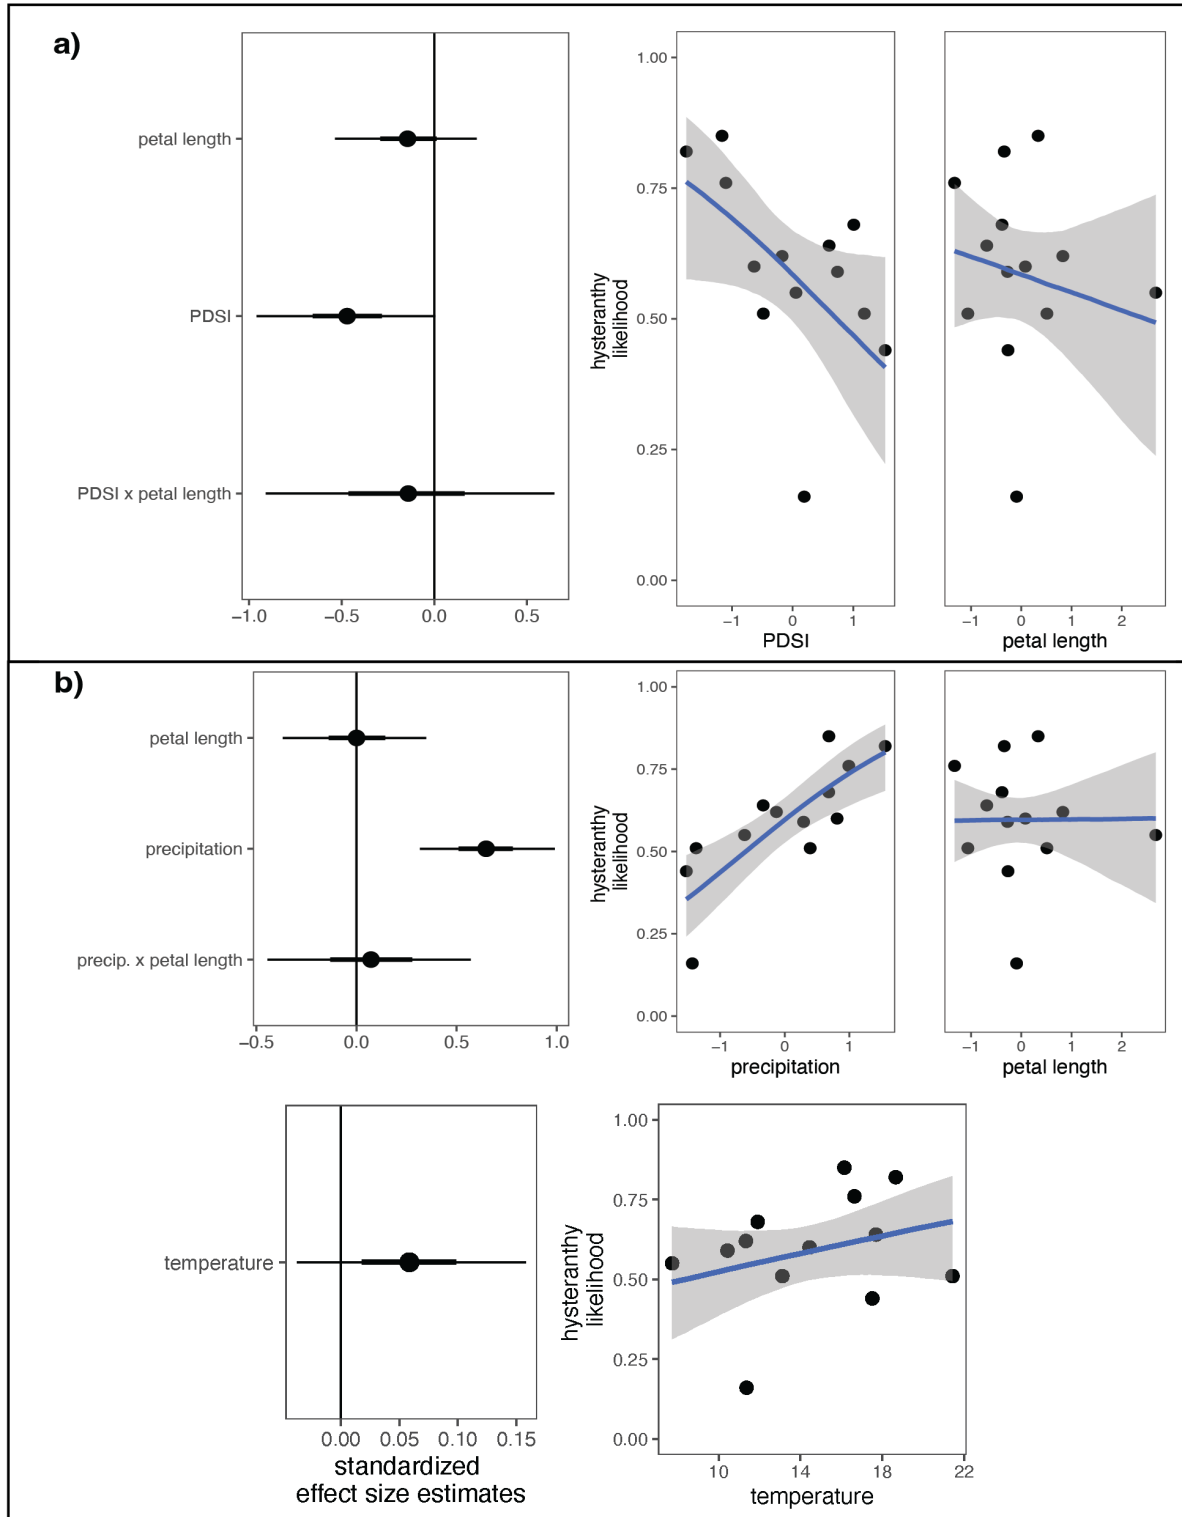 a)
petal length
PDSI
PDSI x petal length
−1.0 −0.5 0.0 0.5
hysteranthy
likelihood
1.00
0.75
0.50
0.25
0.00
−1 0 1
PDSI
−1 0 1 2
petal length
b)
petal length
precipitation
precip. x petal length
−0.5 0.0 0.5 1.0
hysteranthy
likelihood
1.00
0.75
0.50
0.25
0.00
−1 0 1
precipitation
−1 0 1 2
petal length
temperature
0.00 0.05 0.10 0.15
standardized
effect size estimates
hysteranthy
likelihood
1.00
0.75
0.50
0.25
0.00
10 14 18 22
temperature